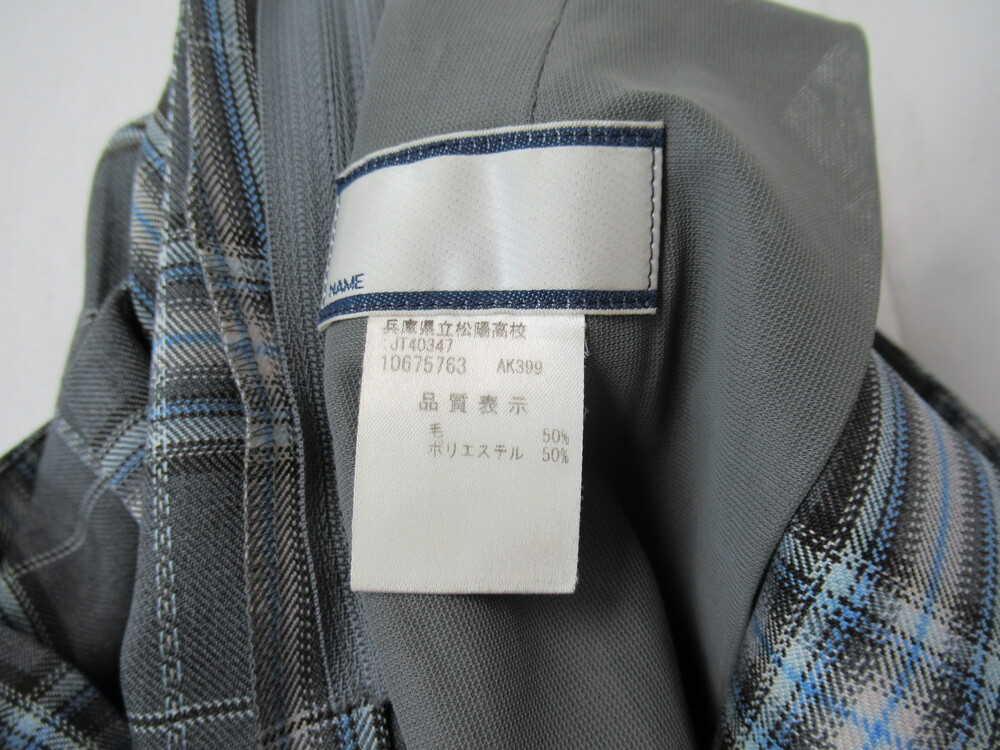 NAME
兵庫県立松陽高校
:JT40347
10675763 AK399
品質表示
毛 50%
ポリエステル 50%